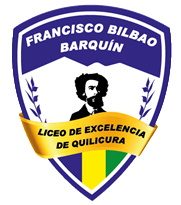 FRANCISCO BILBAO
BARQUÍN
LICEO DE EXCELENCIA
DE QUILICURA